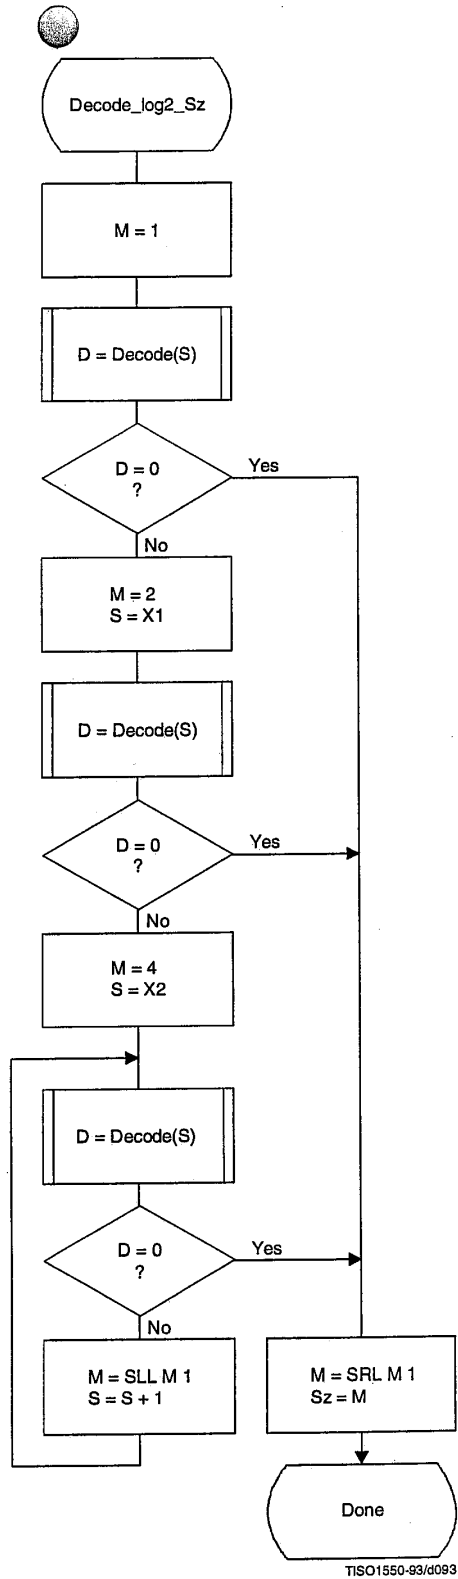 Decode_log2_Sz
M = 1
D = Decode(S)
D = 0
?
Yes
No
M = 2
S = X1
D = Decode(S)
D = 0
?
Yes
No
M = 4
S = X2
D = Decode(S)
D = 0
?
Yes
No
M = SLL M 1
S = S + 1
M = SRL M 1
Sz = M
Done
TISO1550-93/d093